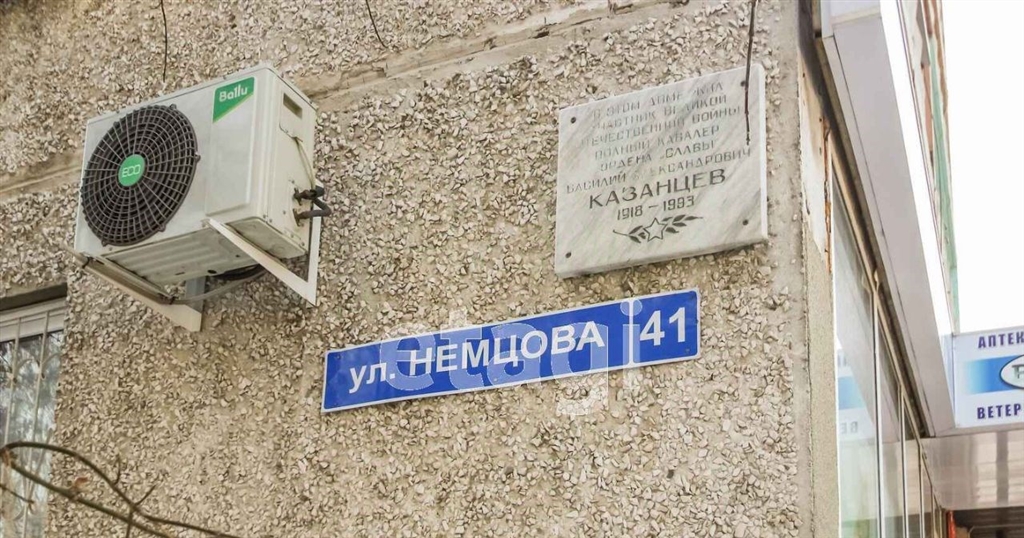 Ballu
ECO
В ЭТОМ ДОМЕ ЖИЛ
УЧАСТНИК ВЕЛИКОЙ
ОТЕЧЕСТВЕННОЙ ВОЙНЫ
ПОЛНЫЙ КАВАЛЕР
ОРДЕНА "СЛАВЫ"
ВАСИЛИЙ АЛЕКСАНДРОВИЧ
КАЗАНЦЕВ
1918 – 1993
ул. НЕМЦОВА 41
etagi
АПТЕК
ВЕТЕР